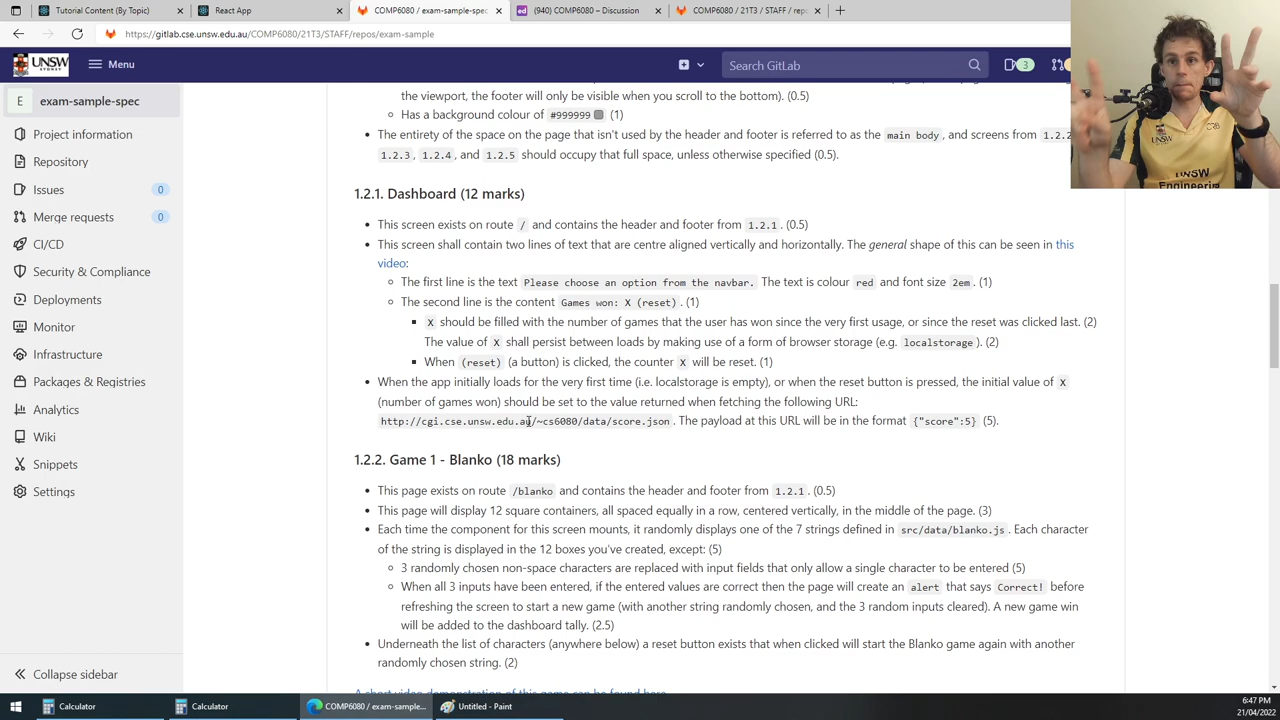 Tutorial Content (By Topic)
React App
COMP6080 / exam-sample-spec
(940) COMP6080 – Discussion
COMP6080 / 21T3 / STAFF / repo
https://gitlab.cse.unsw.edu.au/COMP6080/21T3/STAFF/repos/exam-sample
UNSW
SYDNEY
Menu
Search GitLab
3
E exam-sample-spec
Project information
Repository
Issues 0
Merge requests 0
CI/CD
Security & Compliance
Deployments
Monitor
Infrastructure
Packages & Registries
Analytics
Wiki
Snippets
Settings
Collapse sidebar
the viewport, the footer will only be visible when you scroll to the bottom). (0.5)
Has a background colour of #999999 (1)
The entirety of the space on the page that isn't used by the header and footer is referred to as the main body, and screens from 1.2.2
1.2.3, 1.2.4, and 1.2.5 should occupy that full space, unless otherwise specified (0.5).
1.2.1. Dashboard (12 marks)
This screen exists on route / and contains the header and footer from 1.2.1. (0.5)
This screen shall contain two lines of text that are centre aligned vertically and horizontally. The general shape of this can be seen in this
video:
The first line is the text Please choose an option from the navbar. The text is colour red and font size 2em. (1)
The second line is the content Games won: X (reset). (1)
X should be filled with the number of games that the user has won since the very first usage, or since the reset was clicked last. (2)
The value of X shall persist between loads by making use of a form of browser storage (e.g. localstorage). (2)
When (reset) (a button) is clicked, the counter X will be reset. (1)
When the app initially loads for the very first time (i.e. localstorage is empty), or when the reset button is pressed, the initial value of X
(number of games won) should be set to the value returned when fetching the following URL:
http://cgi.cse.unsw.edu.au/~cs6080/data/score.json. The payload at this URL will be in the format {"score":5} (5).
1.2.2. Game 1 - Blanko (18 marks)
This page exists on route /blanko and contains the header and footer from 1.2.1. (0.5)
This page will display 12 square containers, all spaced equally in a row, centered vertically, in the middle of the page. (3)
Each time the component for this screen mounts, it randomly displays one of the 7 strings defined in src/data/blanko.js. Each character
of the string is displayed in the 12 boxes you've created, except: (5)
3 randomly chosen non-space characters are replaced with input fields that only allow a single character to be entered (5)
When all 3 inputs have been entered, if the entered values are correct then the page will create an alert that says Correct! before
refreshing the screen to start a new game (with another string randomly chosen, and the 3 random inputs cleared). A new game win
will be added to the dashboard tally. (2.5)
Underneath the list of characters (anywhere below) a reset button exists that when clicked will start the Blanko game again with another
randomly chosen string. (2)
A short video demonstration of this game can be found here
UNSW
Engineering
Calculator
Calculator
COMP6080 / exam-sample...
Untitled - Paint
6:47 PM
21/04/2022